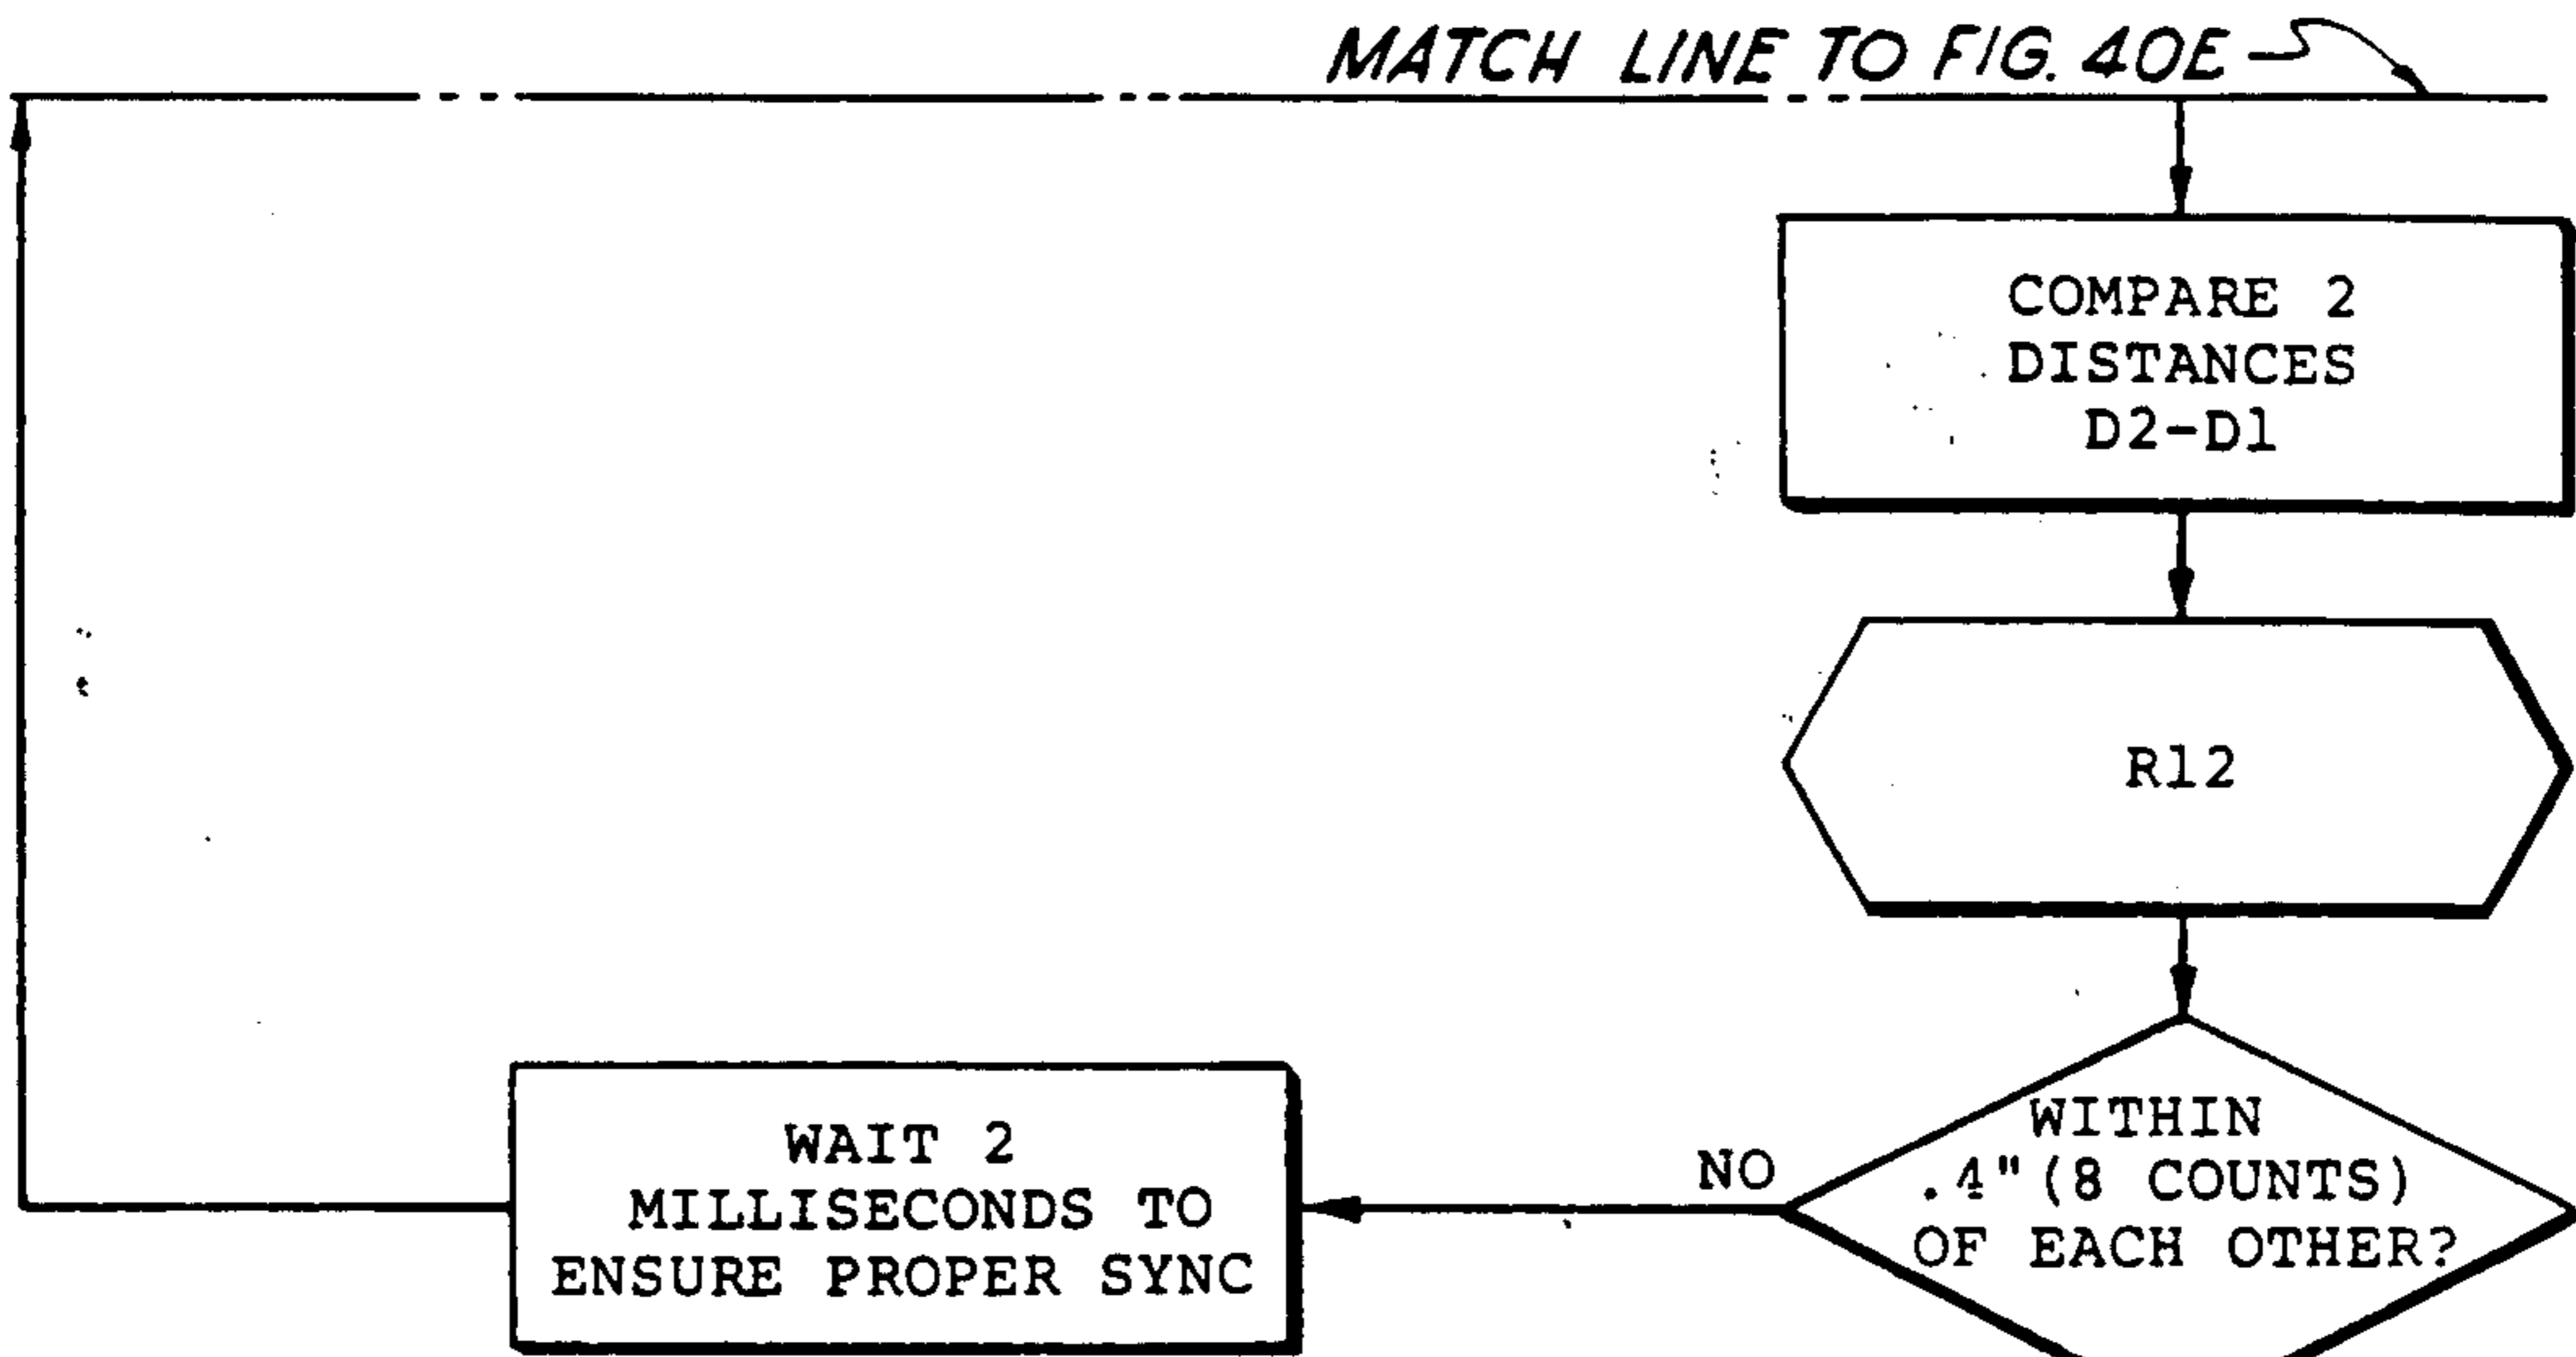 MATCH LINE TO FIG. 40E
COMPARE 2
DISTANCES
D2-D1
R12
WITHIN
.4" (8 COUNTS)
OF EACH OTHER?
NO
WAIT 2
MILLISECONDS TO
ENSURE PROPER SYNC